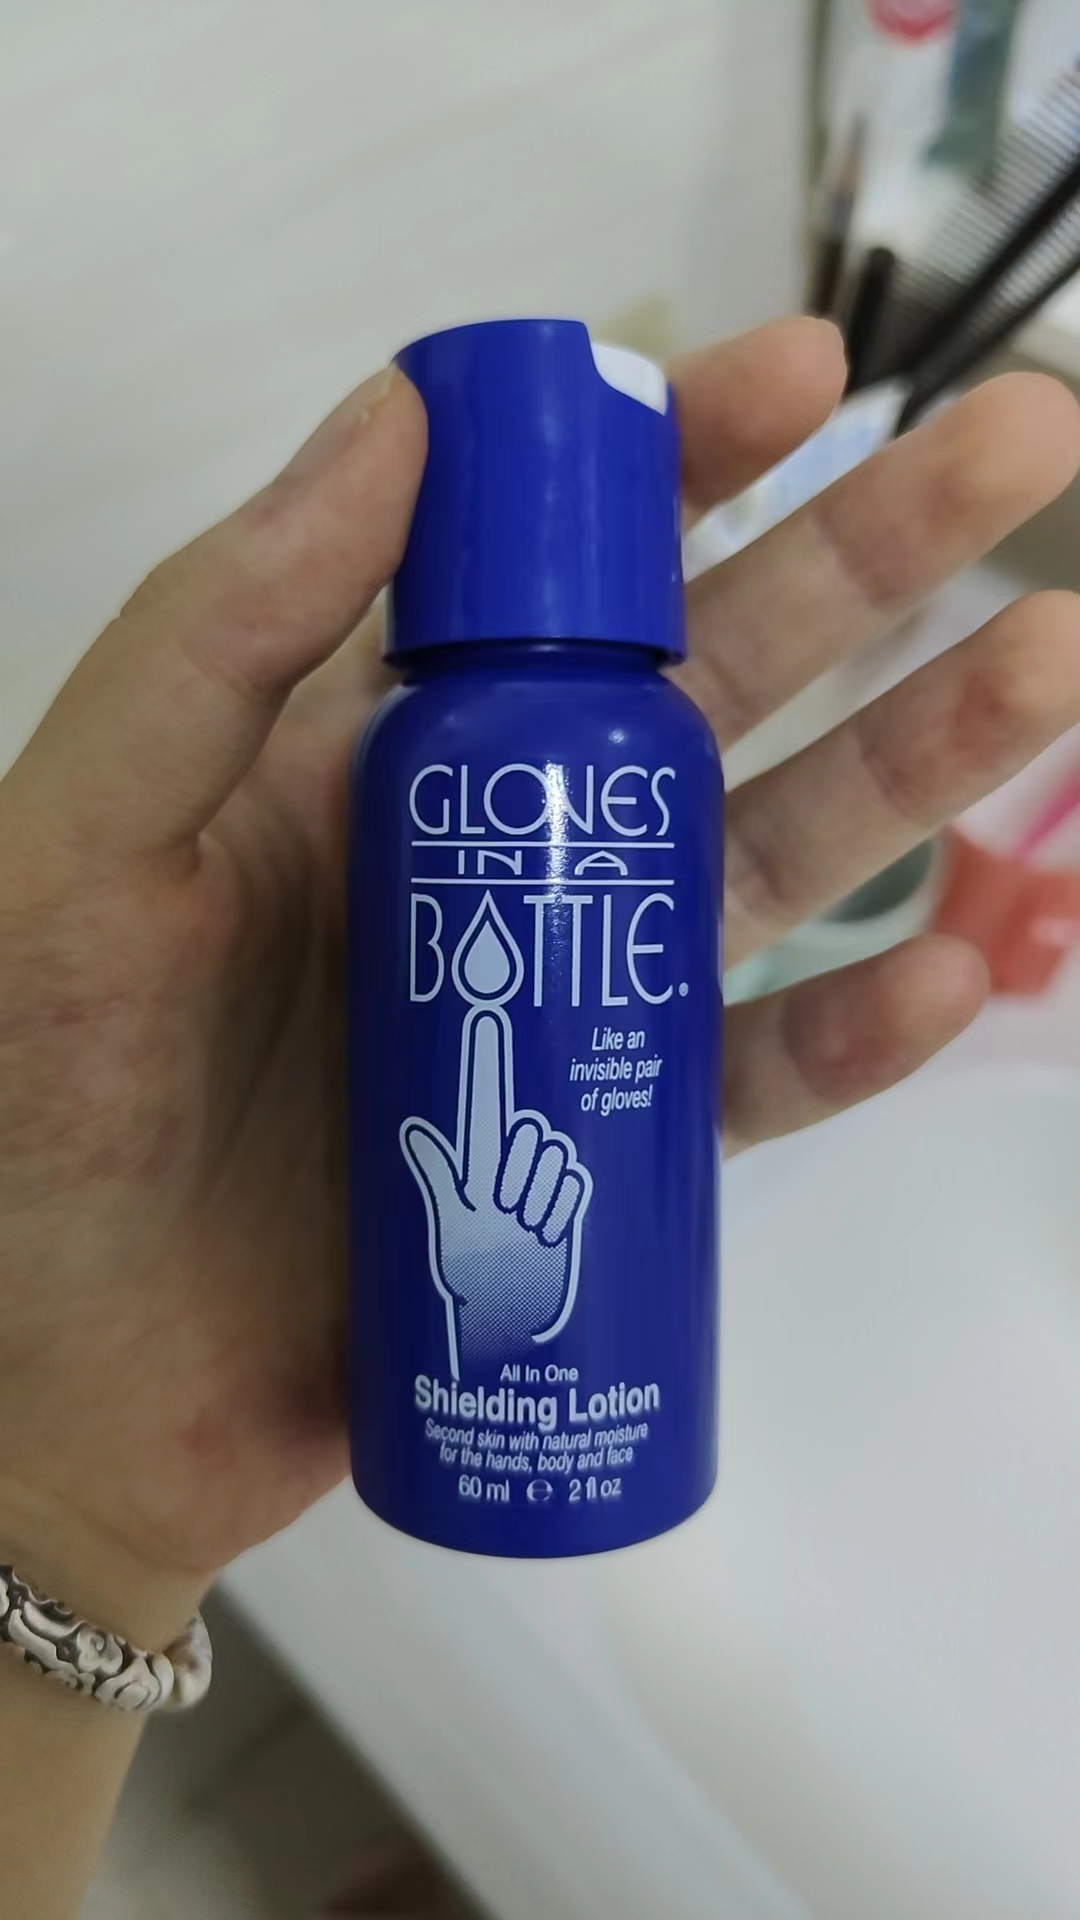 GLOVES
IN A
BOTTLE®
Like an
invisible pair
of gloves!
All In One
Shielding Lotion
Second skin with natural moisture
for the hands, body and face
60 ml ℮ 2 fl oz